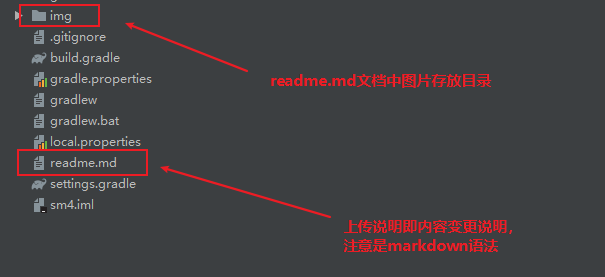 img
.gitignore
build.gradle
gradle.properties
readme.md文档中图片存放目录
gradlew
gradlew.bat
local.properties
readme.md
settings.gradle
sm4.iml
上传说明即内容变更说明，
注意是markdown语法